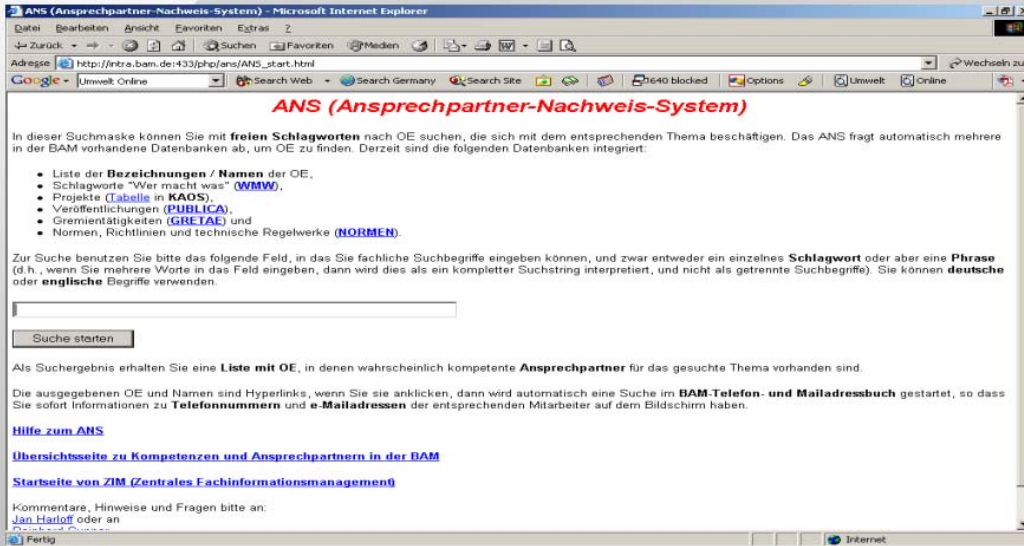 ANS (Ansprechpartner-Nachweis-System) - Microsoft Internet Explorer
Datei Bearbeiten Ansicht Favoriten Extras ?
Zurück Suchen Favoriten Medien
Adresse http://intra.bam.de:433/php/ans/ANS_start.html Wechseln zu
Google Umwelt Online Search Web Search Germany Search Site 640 blocked Options Umwelt Online
ANS (Ansprechpartner-Nachweis-System)
In dieser Suchmaske können Sie mit freien Schlagworten nach OE suchen, die sich mit dem entsprechenden Thema beschäftigen. Das ANS fragt automatisch mehrere
in der BAM vorhandene Datenbanken ab, um OE zu finden. Derzeit sind die folgenden Datenbanken integriert:
• Liste der Bezeichnungen / Namen der OE,
• Schlagworte "Wer macht was" (WMW),
• Projekte (Tabelle in KAOS),
• Veröffentlichungen (PUBLICA),
• Gremientätigkeiten (GRETAE) und
• Normen, Richtlinien und technische Regelwerke (NORMEN).
Zur Suche benutzen Sie bitte das folgende Feld, in das Sie fachliche Suchbegriffe eingeben können, und zwar entweder ein einzelnes Schlagwort oder aber eine Phrase
(d.h., wenn Sie mehrere Worte in das Feld eingeben, dann wird dies als ein kompletter Suchstring interpretiert, und nicht als getrennte Suchbegriffe). Sie können deutsche
oder englische Begriffe verwenden.
Suche starten
Als Suchergebnis erhalten Sie eine Liste mit OE, in denen wahrscheinlich kompetente Ansprechpartner für das gesuchte Thema vorhanden sind.
Die ausgegebenen OE und Namen sind Hyperlinks, wenn Sie sie anklicken, dann wird automatisch eine Suche im BAM-Telefon- und Mailadressbuch gestartet, so dass
Sie sofort Informationen zu Telefonnummern und e-Mailadressen der entsprechenden Mitarbeiter auf dem Bildschirm haben.
Hilfe zum ANS
Übersichtsseite zu Kompetenzen und Ansprechpartnern in der BAM
Startseite von ZIM (Zentrales Fachinformationsmanagement)
Kommentare, Hinweise und Fragen bitte an:
Jan Harloff oder an
Fertig Internet